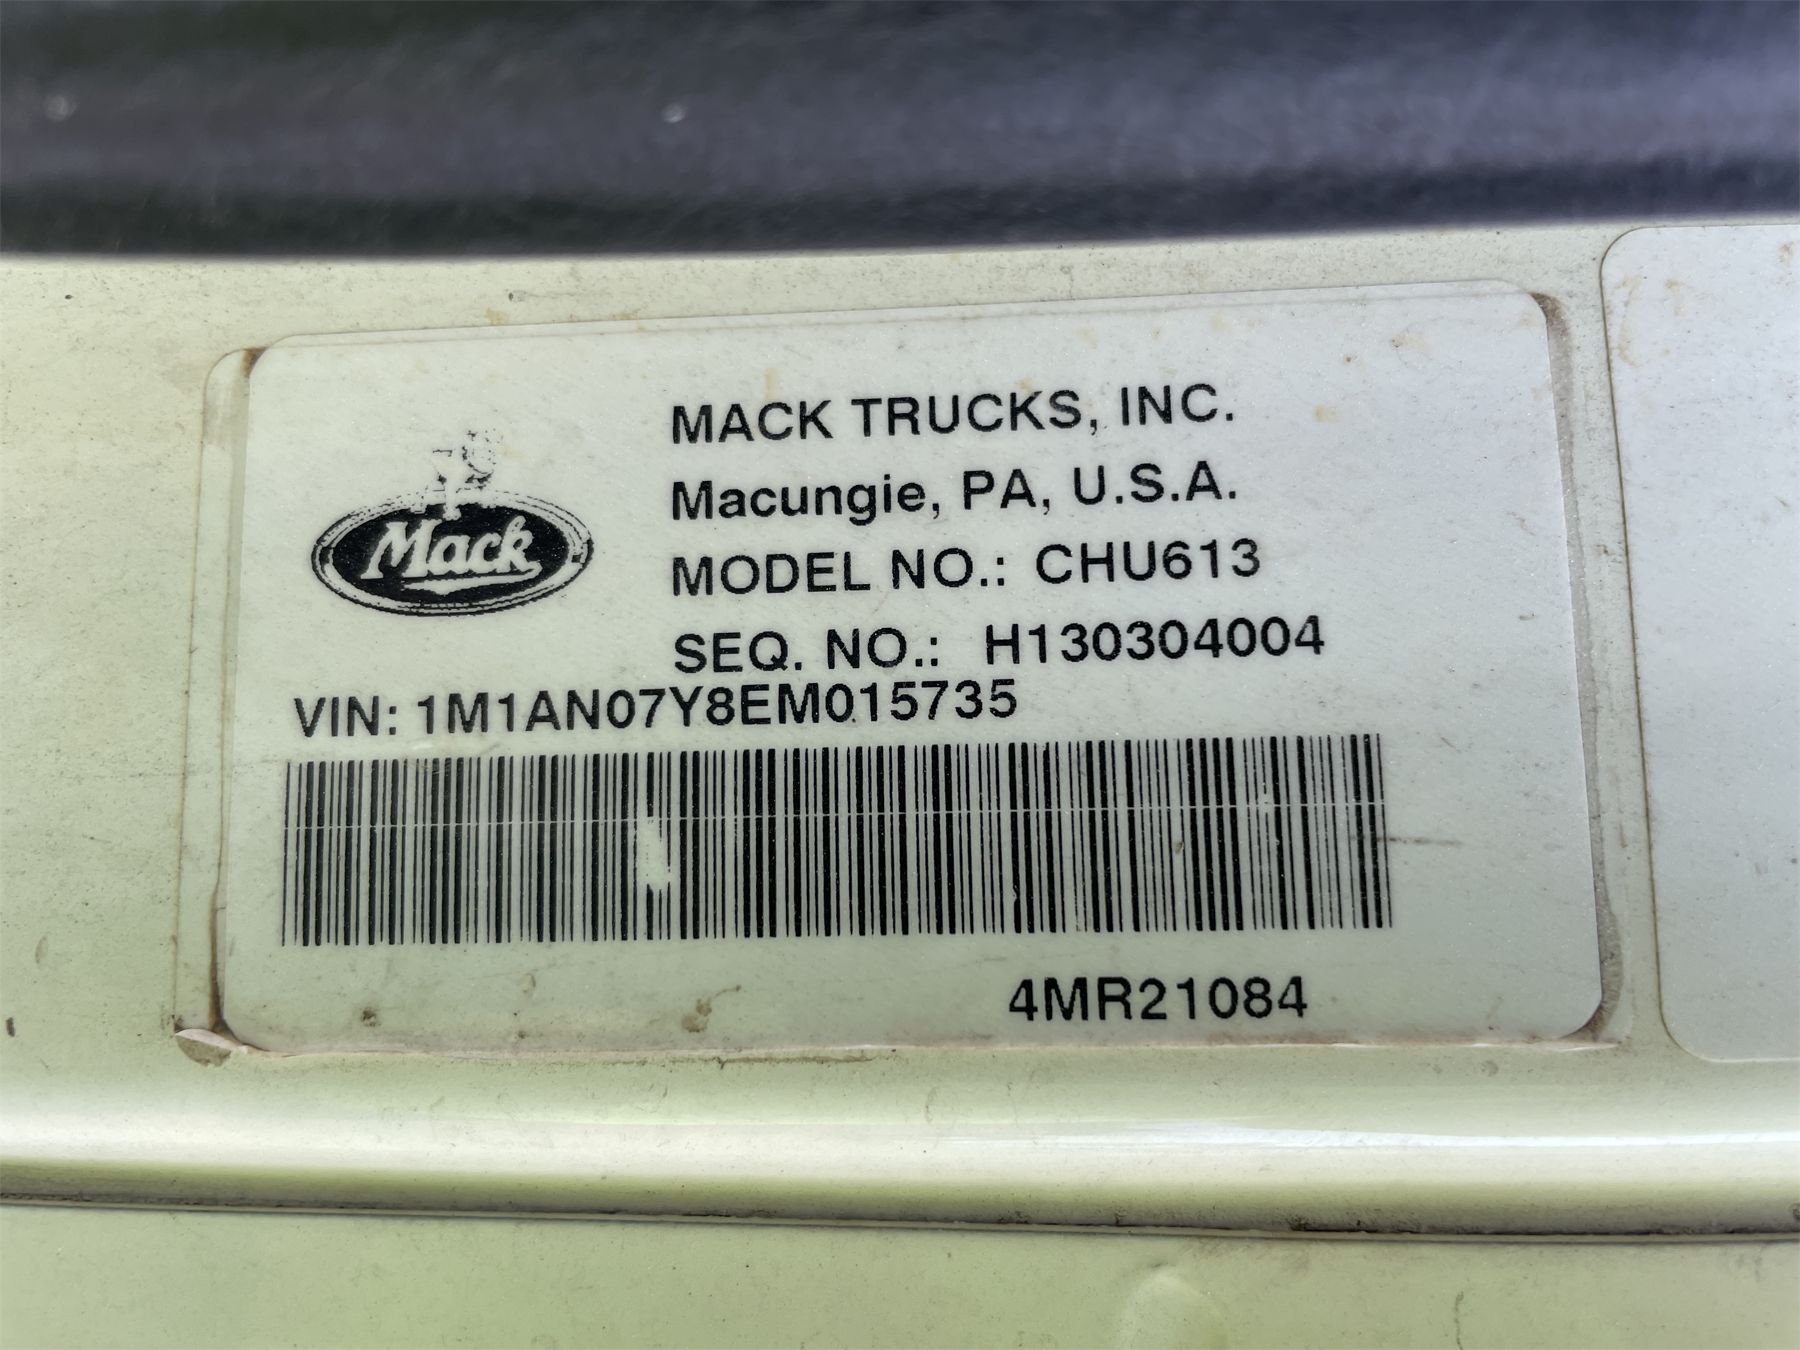 MACK TRUCKS, INC.
Macungie, PA, U.S.A.
Mack
MODEL NO.: CHU613
SEQ. NO.: H130304004
VIN: 1M1AN07Y8EM015735
4MR21084